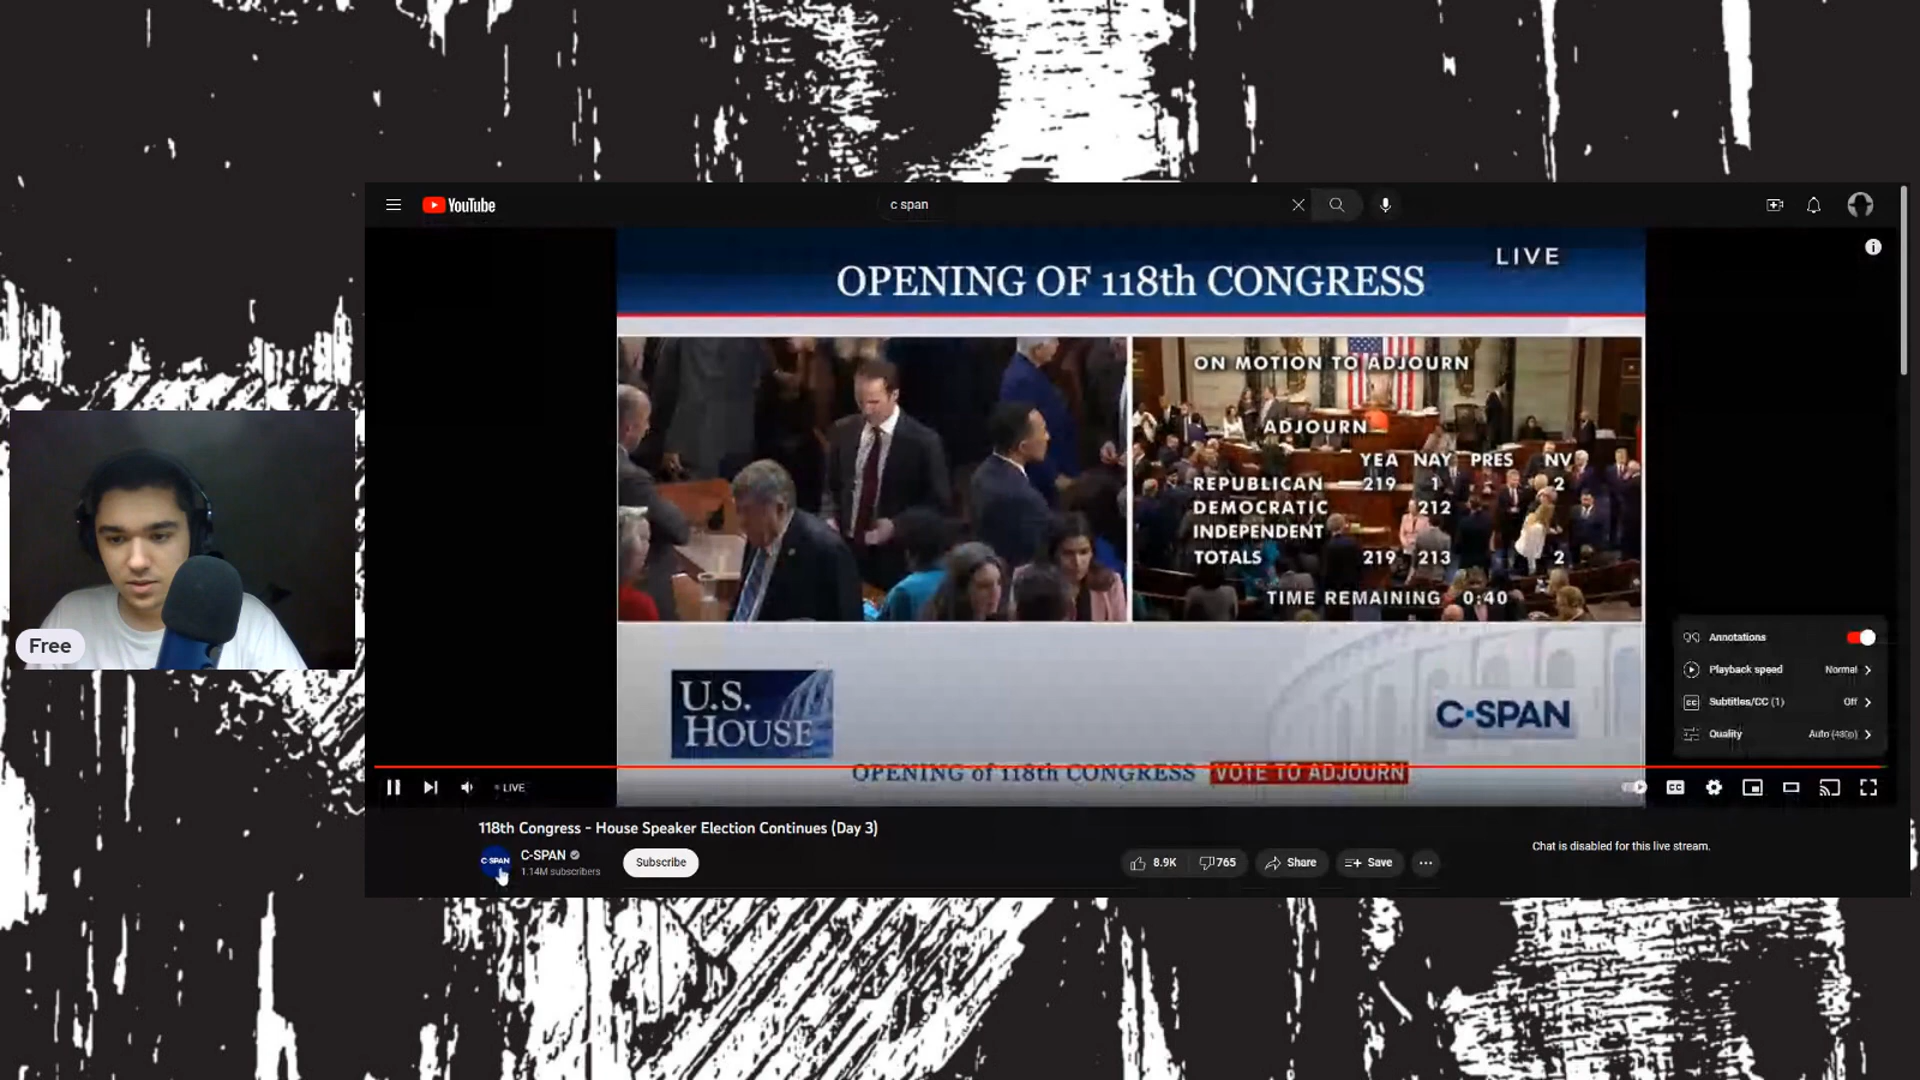 YouTube
c span
LIVE
OPENING OF 118th CONGRESS
ON MOTION TO ADJOURN
ADJOURN
YEA NAY PRES NV
REPUBLICAN 219 1 2
DEMOCRATIC 212
INDEPENDENT
TOTALS 219 213 2
TIME REMAINING 0:40
Free
Annotations
Playback speed Normal
Subtitles/CC (1) Off
Quality Auto (480p)
U.S.
HOUSE
C-SPAN
OPENING of 118th CONGRESS VOTE TO ADJOURN
LIVE
CC
118th Congress - House Speaker Election Continues (Day 3)
C-SPAN
C-SPAN
1.14M subscribers
Subscribe
8.9K
765
Share
Save
Chat is disabled for this live stream.